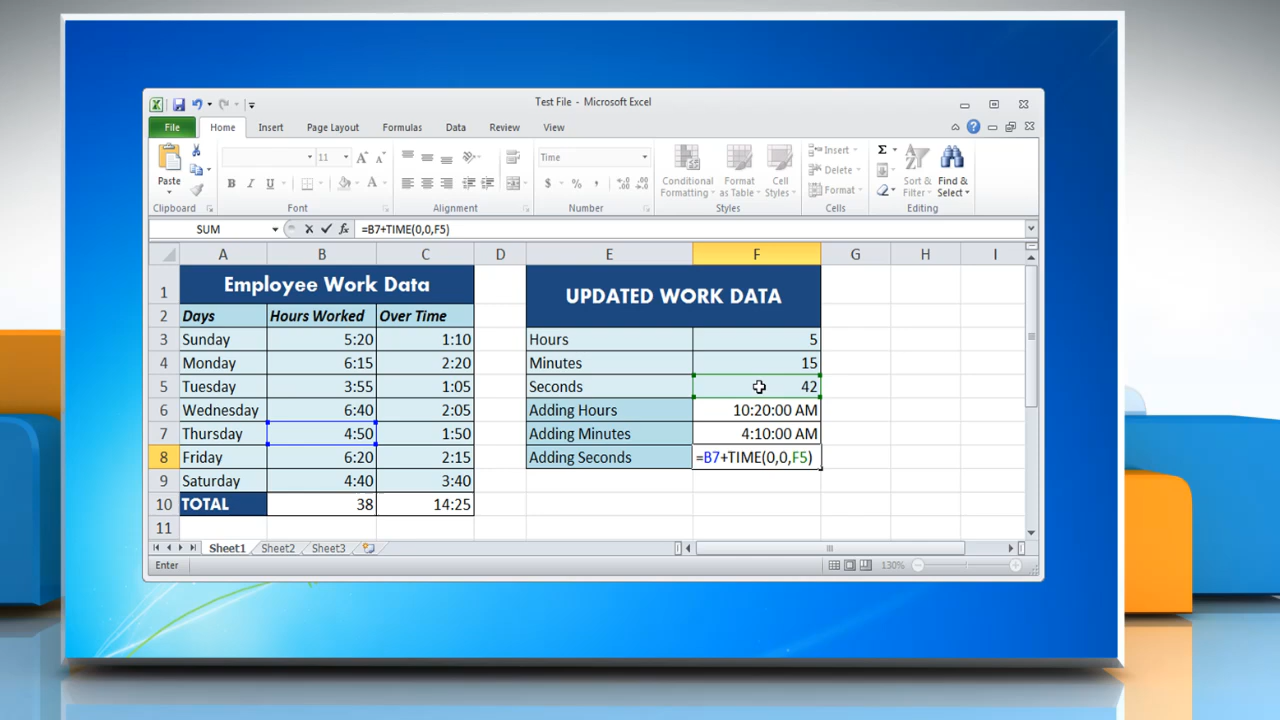 Test File - Microsoft Excel
File Home Insert Page Layout Formulas Data Review View
Paste
Clipboard
11
B I U
Font
Alignment
Time
$ % ,
Number
Conditional Formatting
Format as Table
Cell Styles
Styles
Insert
Delete
Format
Cells
Σ
Sort & Filter
Find & Select
Editing
SUM fx =B7+TIME(0,0,F5)
A B C D E F G H I
1 Employee Work Data UPDATED WORK DATA
2 Days Hours Worked Over Time
3 Sunday 5:20 1:10 Hours 5
4 Monday 6:15 2:20 Minutes 15
5 Tuesday 3:55 1:05 Seconds 42
6 Wednesday 6:40 2:05 Adding Hours 10:20:00 AM
7 Thursday 4:50 1:50 Adding Minutes 4:10:00 AM
8 Friday 6:20 2:15 Adding Seconds =B7+TIME(0,0,F5)
9 Saturday 4:40 3:40
10 TOTAL 38 14:25
11
Sheet1 Sheet2 Sheet3
Enter 130%